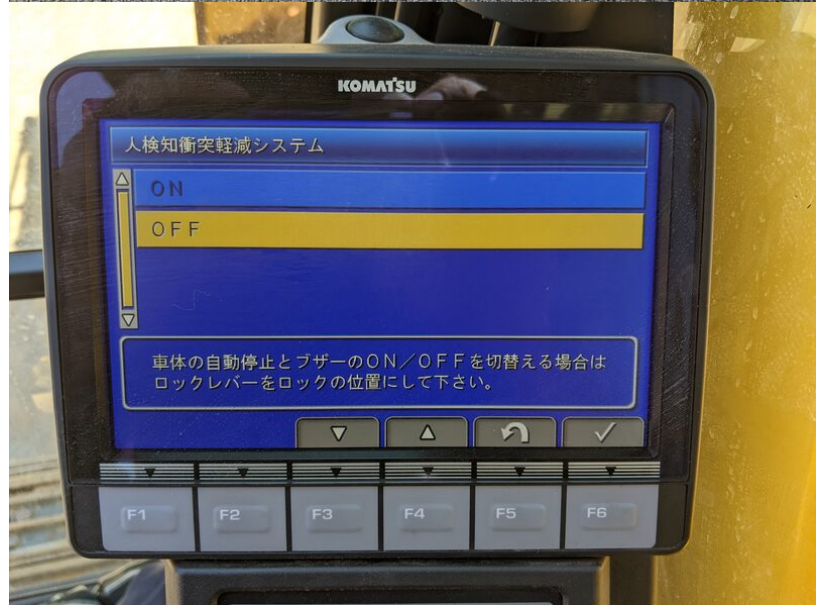 KOMATSU
人検知衝突軽減システム
ON
OFF
車体の自動停止とブザーのON/OFFを切替える場合は
ロックレバーをロックの位置にして下さい。
F1 F2 F3 F4 F5 F6